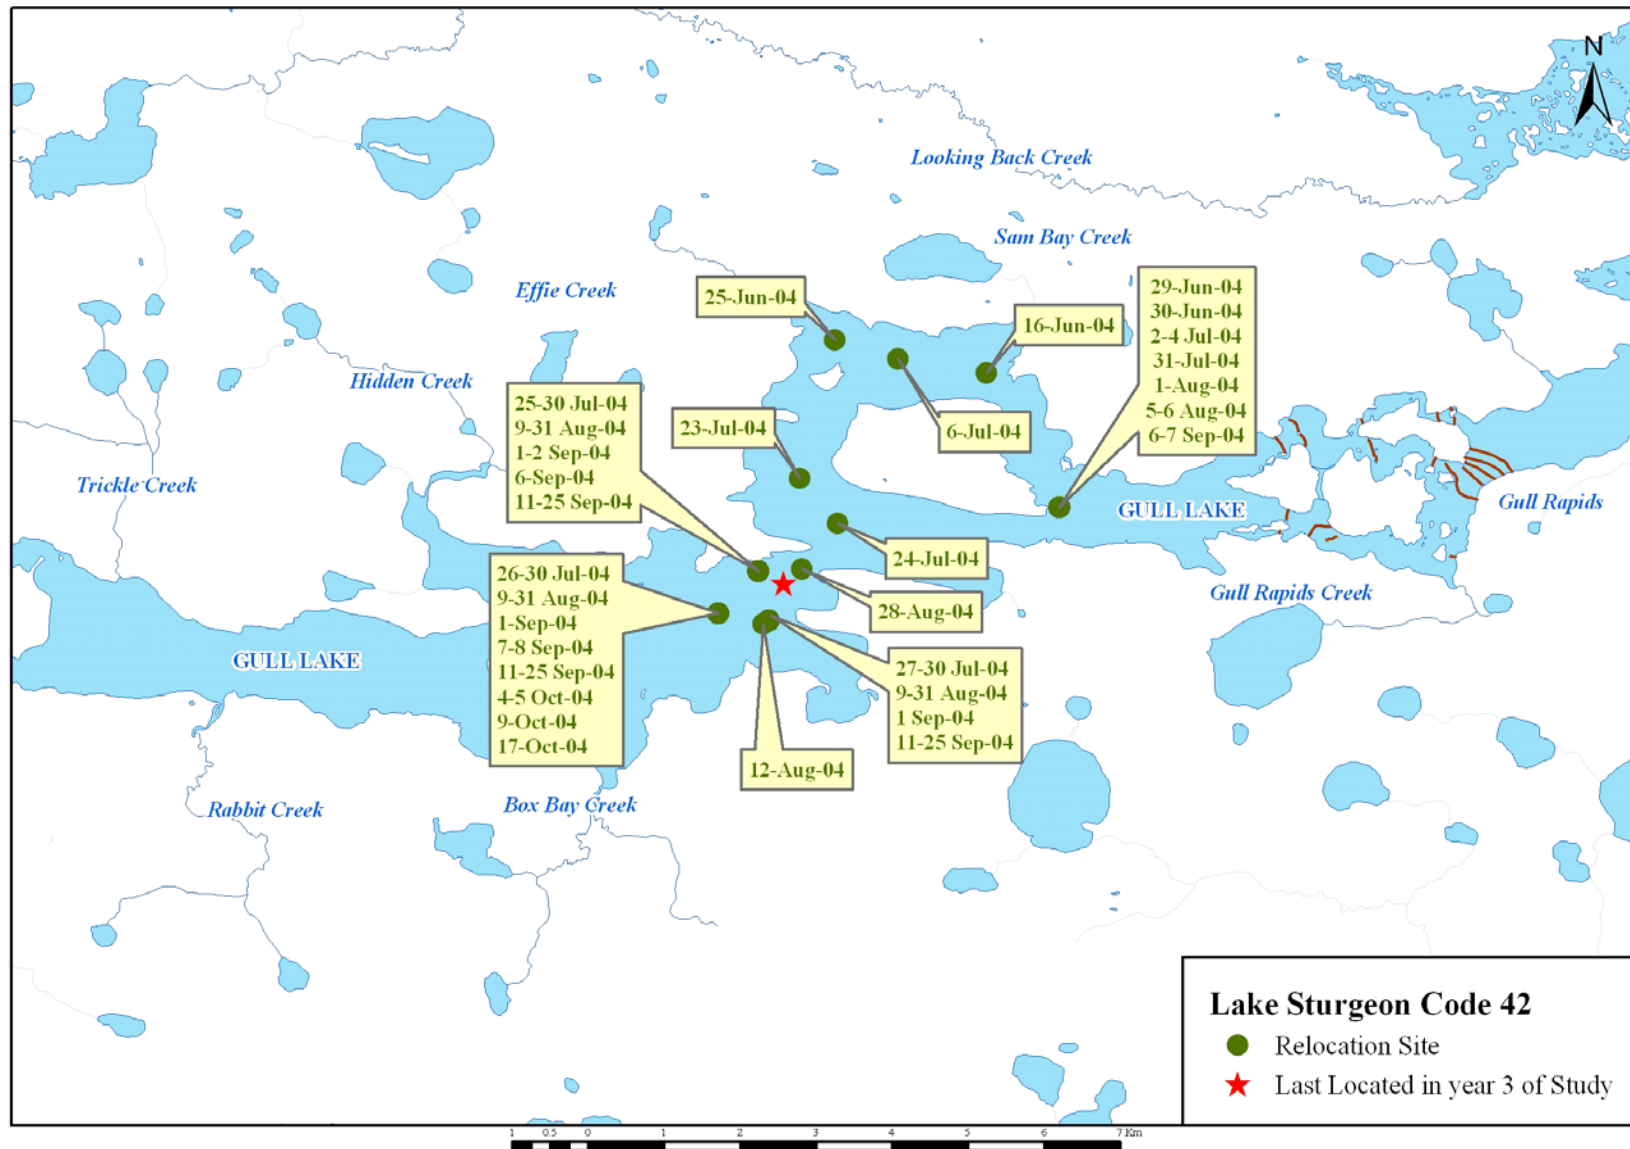 N
Looking Back Creek
Sam Bay Creek
Effie Creek
25-Jun-04
16-Jun-04
29-Jun-04
30-Jun-04
2-4 Jul-04
31-Jul-04
1-Aug-04
5-6 Aug-04
6-7 Sep-04
Hidden Creek
25-30 Jul-04
9-31 Aug-04
1-2 Sep-04
6-Sep-04
11-25 Sep-04
23-Jul-04
6-Jul-04
Trickle Creek
GULL LAKE
Gull Rapids
24-Jul-04
26-30 Jul-04
9-31 Aug-04
1-Sep-04
7-8 Sep-04
11-25 Sep-04
4-5 Oct-04
9-Oct-04
17-Oct-04
28-Aug-04
Gull Rapids Creek
GULL LAKE
27-30 Jul-04
9-31 Aug-04
1 Sep-04
11-25 Sep-04
12-Aug-04
Rabbit Creek
Box Bay Creek
Lake Sturgeon Code 42
Relocation Site
Last Located in year 3 of Study
1 0.5 0 1 2 3 4 5 6 7 Km